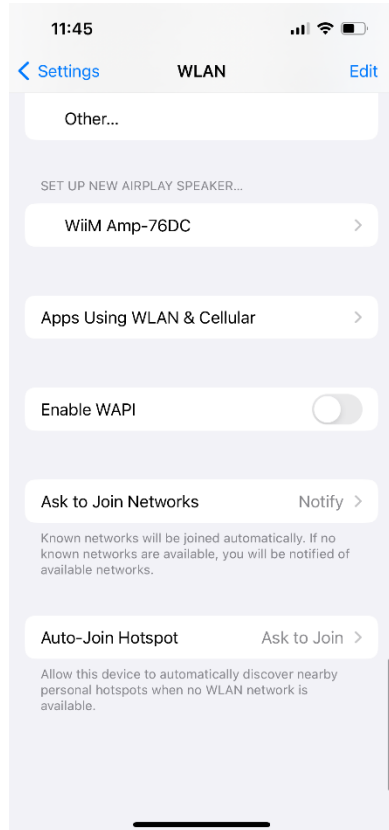 11:45
Settings
WLAN
Edit
Other...
SET UP NEW AIRPLAY SPEAKER...
WiiM Amp-76DC
Apps Using WLAN & Cellular
Enable WAPI
Ask to Join Networks Notify
Known networks will be joined automatically. If no
known networks are available, you will be notified of
available networks.
Auto-Join Hotspot Ask to Join
Allow this device to automatically discover nearby
personal hotspots when no WLAN network is
available.